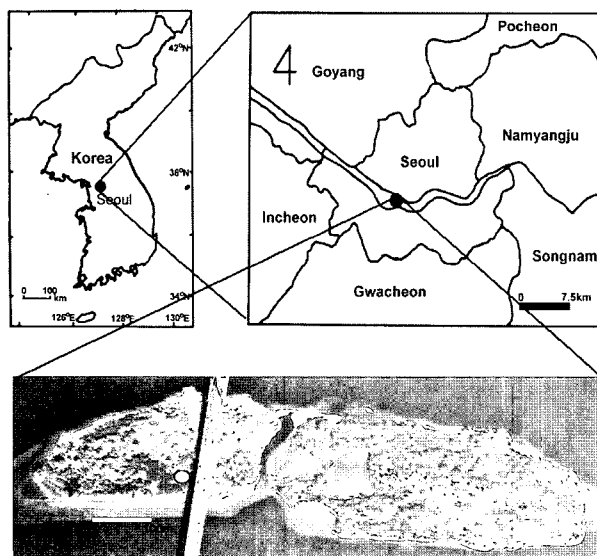 42°N
4
Pocheon
Goyang
Namyangju
Seoul
Korea
38°N
Seoul
Incheon
Songnam
Gwacheon
0 100 km
34°N
0 7.5km
126°E 128°E 130°E